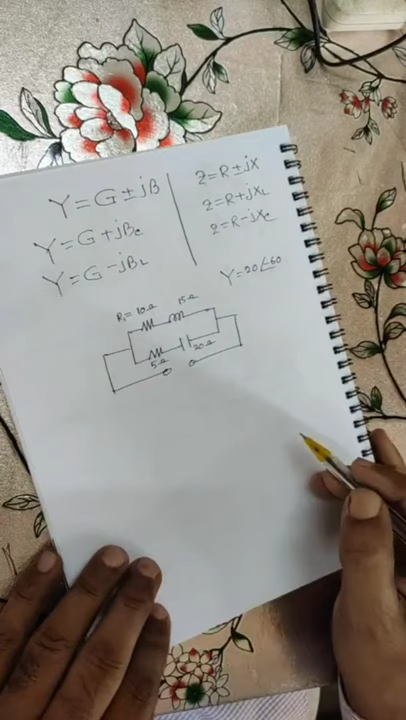 Y = G ± jB
Y = G + jBc
Y = G - jBL
Z = R ± jX
Z = R + jXL
Z = R - jXc
Y = 20∠60
R₁ = 10Ω
15Ω
5Ω
20Ω